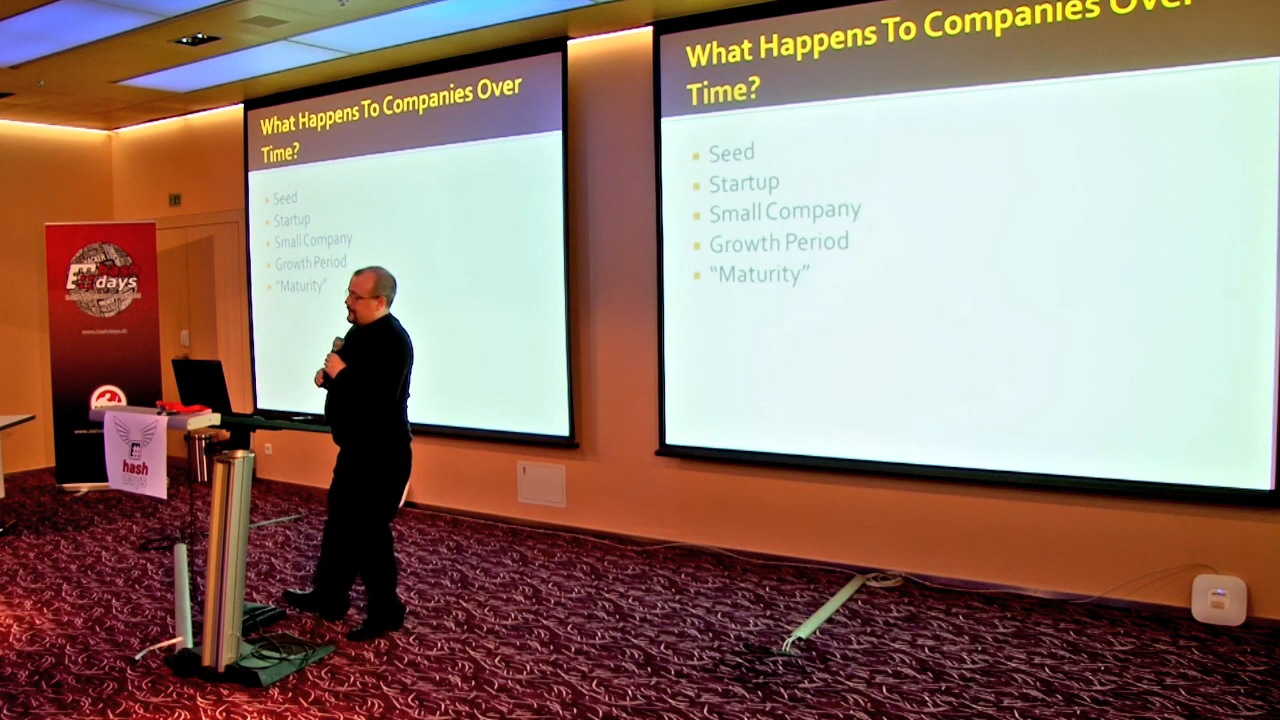 What Happens To Companies Over
Time?
Seed
Startup
Small Company
Growth Period
"Maturity"
What Happens To Companies Over
Time?
Seed
Startup
Small Company
Growth Period
“Maturity”
hash
days
hash
days